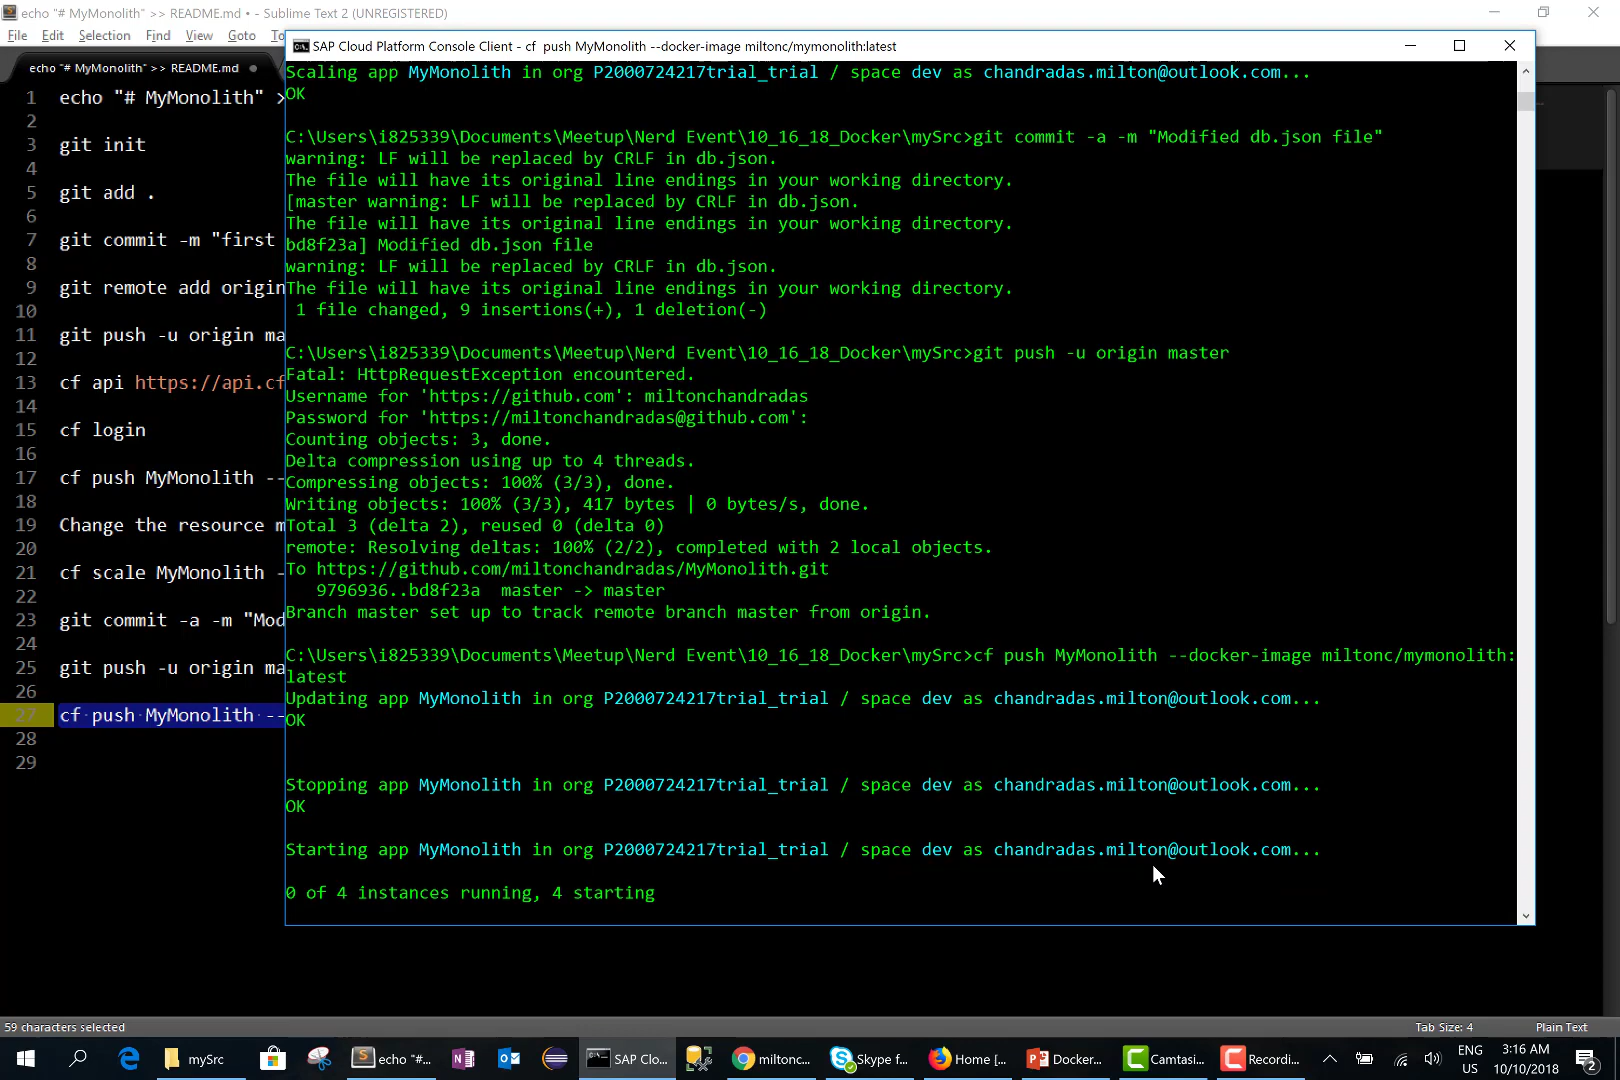 echo "# MyMonolith" >> README.md • - Sublime Text 2 (UNREGISTERED)
File Edit Selection Find View Goto To
echo "# MyMonolith" >> README.md
1 echo "# MyMonolith" >
2
3 git init
4
5 git add .
6
7 git commit -m "first
8
9 git remote add origin
10
11 git push -u origin ma
12
13 cf api https://api.cf
14
15 cf login
16
17 cf push MyMonolith --
18
19 Change the resource m
20
21 cf scale MyMonolith -
22
23 git commit -a -m "Mod
24
25 git push -u origin ma
26
27 cf push MyMonolith --
28
29
SAP Cloud Platform Console Client - cf  push MyMonolith --docker-image miltonc/mymonolith:latest
Scaling app MyMonolith in org P2000724217trial_trial / space dev as chandradas.milton@outlook.com...
OK
C:\Users\i825339\Documents\Meetup\Nerd Event\10_16_18_Docker\mySrc>git commit -a -m "Modified db.json file"
warning: LF will be replaced by CRLF in db.json.
The file will have its original line endings in your working directory.
[master warning: LF will be replaced by CRLF in db.json.
The file will have its original line endings in your working directory.
bd8f23a] Modified db.json file
warning: LF will be replaced by CRLF in db.json.
The file will have its original line endings in your working directory.
1 file changed, 9 insertions(+), 1 deletion(-)
C:\Users\i825339\Documents\Meetup\Nerd Event\10_16_18_Docker\mySrc>git push -u origin master
Fatal: HttpRequestException encountered.
Username for 'https://github.com': miltonchandradas
Password for 'https://miltonchandradas@github.com':
Counting objects: 3, done.
Delta compression using up to 4 threads.
Compressing objects: 100% (3/3), done.
Writing objects: 100% (3/3), 417 bytes | 0 bytes/s, done.
Total 3 (delta 2), reused 0 (delta 0)
remote: Resolving deltas: 100% (2/2), completed with 2 local objects.
To https://github.com/miltonchandradas/MyMonolith.git
9796936..bd8f23a  master -> master
Branch master set up to track remote branch master from origin.
C:\Users\i825339\Documents\Meetup\Nerd Event\10_16_18_Docker\mySrc>cf push MyMonolith --docker-image miltonc/mymonolith:
latest
Updating app MyMonolith in org P2000724217trial_trial / space dev as chandradas.milton@outlook.com...
OK
Stopping app MyMonolith in org P2000724217trial_trial / space dev as chandradas.milton@outlook.com...
OK
Starting app MyMonolith in org P2000724217trial_trial / space dev as chandradas.milton@outlook.com...
0 of 4 instances running, 4 starting
59 characters selected
Tab Size: 4 Plain Text
mySrc echo "#... SAP Clo... miltonc... Skype f... Home [... Docker... Camtasi... Recordi... ENG 3:16 AM
US 10/10/2018 2